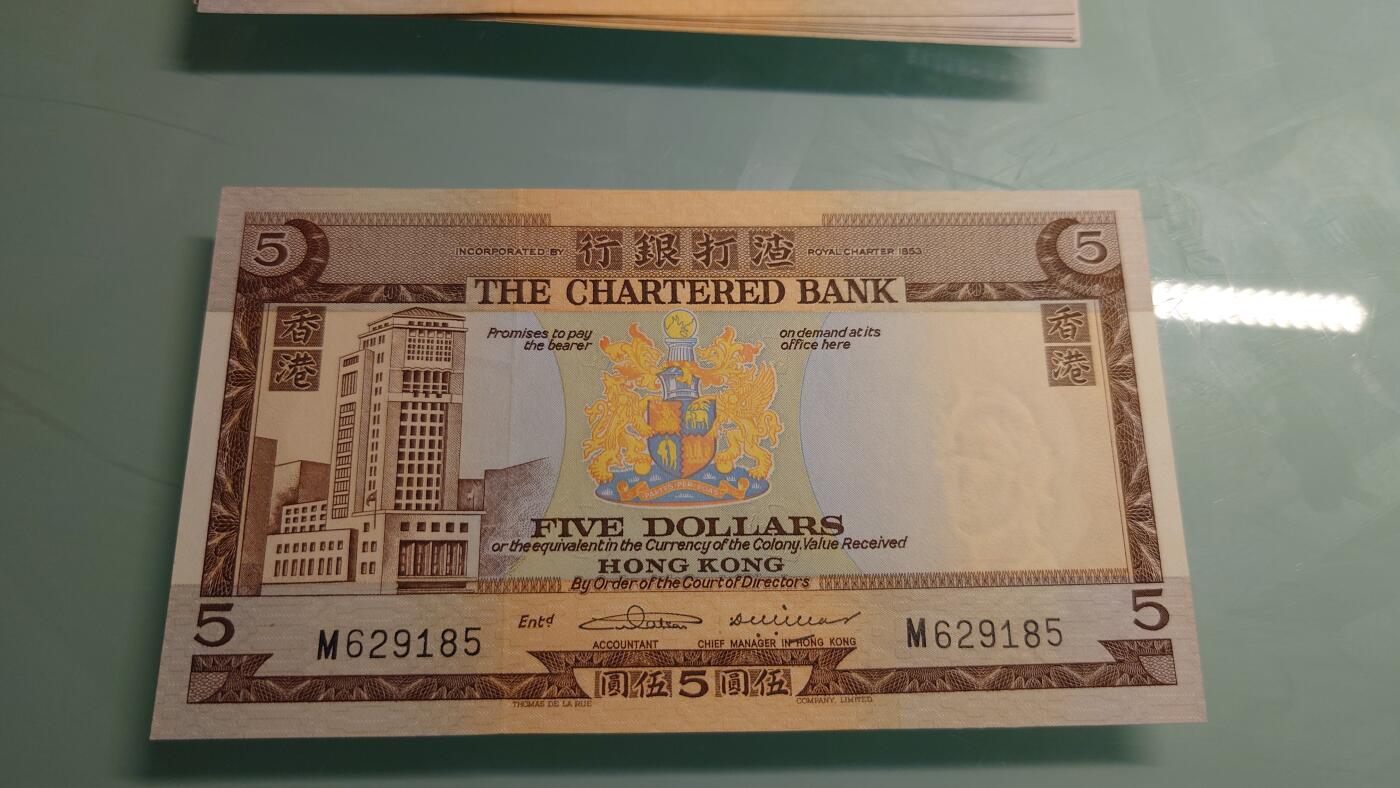 5 INCORPORATED BY 行銀打渣 ROYAL CHARTER 1853 5
THE CHARTERED BANK
香港
香港
Promises to pay
the bearer
on demand at its
office here
PARITS PER EOAS
FIVE DOLLARS
or the equivalent in the Currency of the Colony. Value Received
HONG KONG
By Order of the Court of Directors
5
5
M629185
Entd
M629185
ACCOUNTANT
CHIEF MANAGER IN HONG KONG
圓伍5圓伍
THOMAS DE LA RUE
COMPANY, LIMITED.